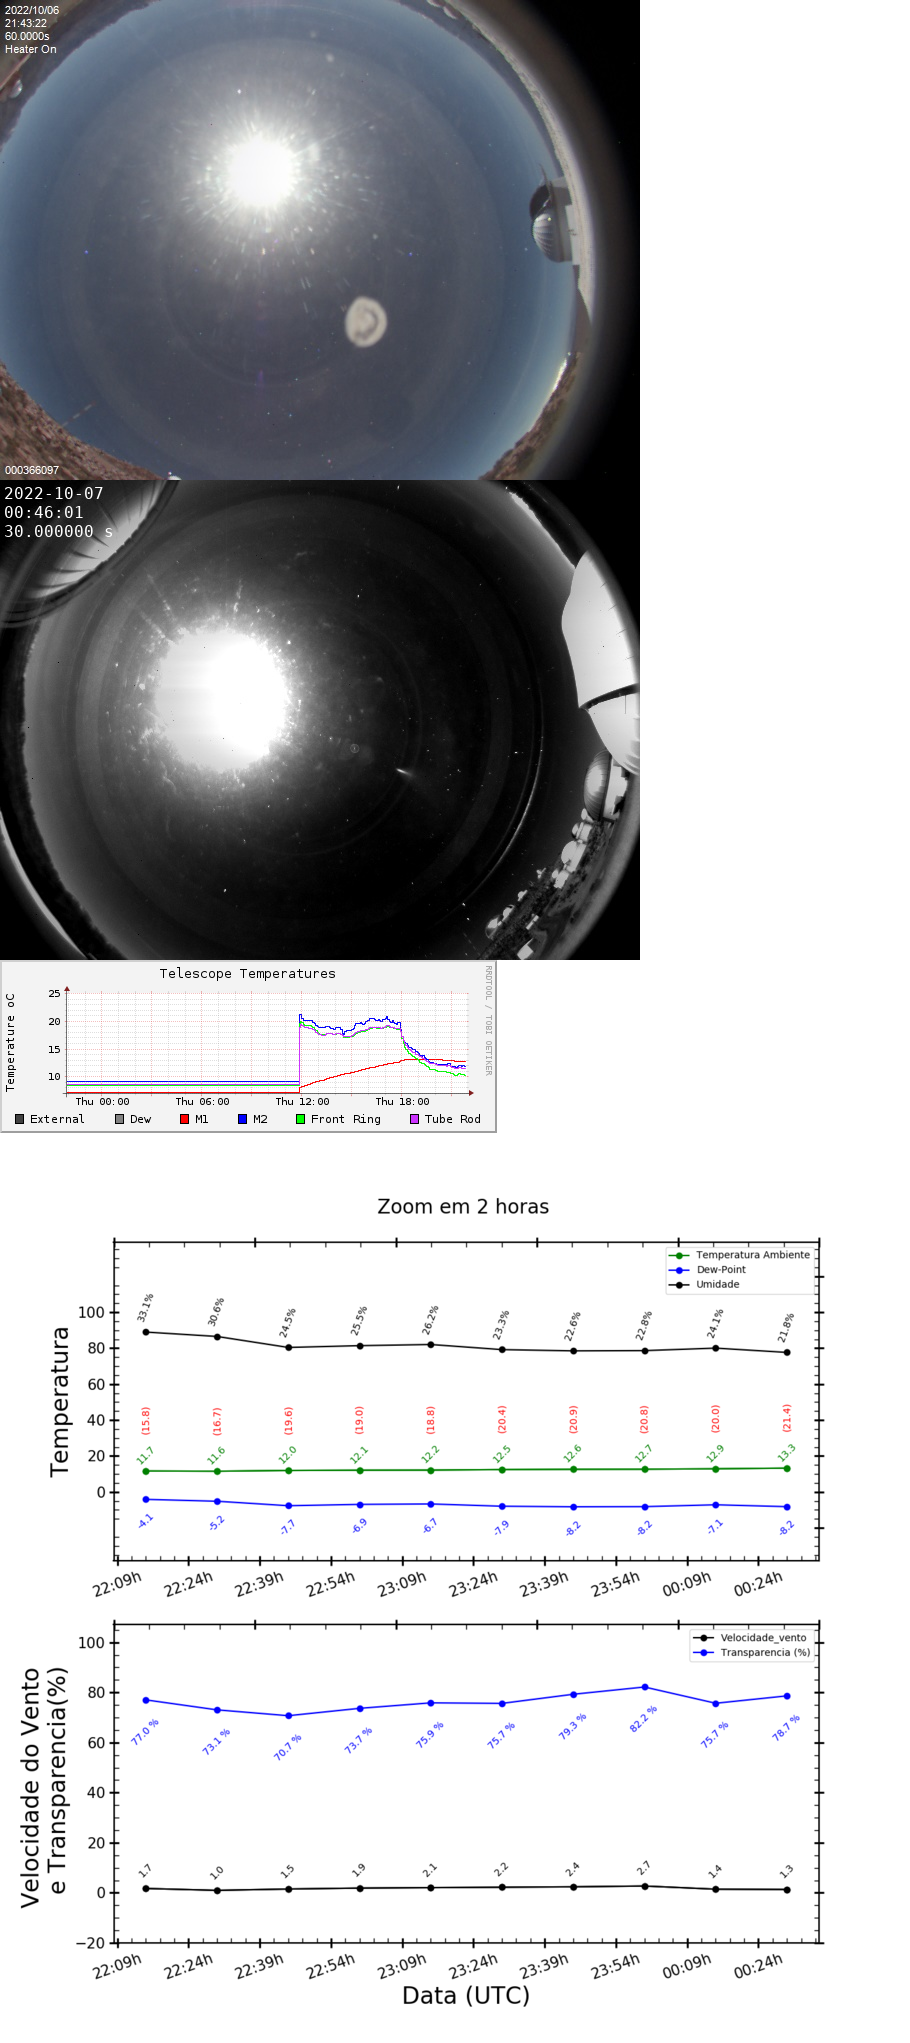 2022/10/06
21:43:22
60.0000s
Heater On
000366097
2022-10-07
00:46:01
30.000000 s
Telescope Temperatures
RRDTOOL / TOBI OETIKER
Temperature oC
25
20
15
10
Thu 00:00 Thu 06:00 Thu 12:00 Thu 18:00
External Dew M1 M2 Front Ring Tube Rod
Zoom em 2 horas
Temperatura Ambiente
Dew-Point
Umidade
Temperatura
100
80
60
40
20
0
33.1% 30.6% 24.5% 25.5% 26.2% 23.3% 22.6% 22.8% 24.1% 21.8%
(15.8) (16.7) (19.6) (19.0) (18.8) (20.4) (20.9) (20.8) (20.0) (21.4)
11.7 11.6 12.0 12.1 12.2 12.5 12.6 12.7 12.9 13.3
-4.1 -5.2 -7.7 -6.9 -6.7 -7.9 -8.2 -8.2 -7.1 -8.2
22:09h 22:24h 22:39h 22:54h 23:09h 23:24h 23:39h 23:54h 00:09h 00:24h
Velocidade_vento
Transparencia (%)
Velocidade do Vento
e Transparencia(%)
100
80
60
40
20
0
−20
77.0 % 73.1 % 70.7 % 73.7 % 75.9 % 75.7 % 79.3 % 82.2 % 75.7 % 78.7 %
1.7 1.0 1.5 1.9 2.1 2.2 2.4 2.7 1.4 1.3
22:09h 22:24h 22:39h 22:54h 23:09h 23:24h 23:39h 23:54h 00:09h 00:24h
Data (UTC)